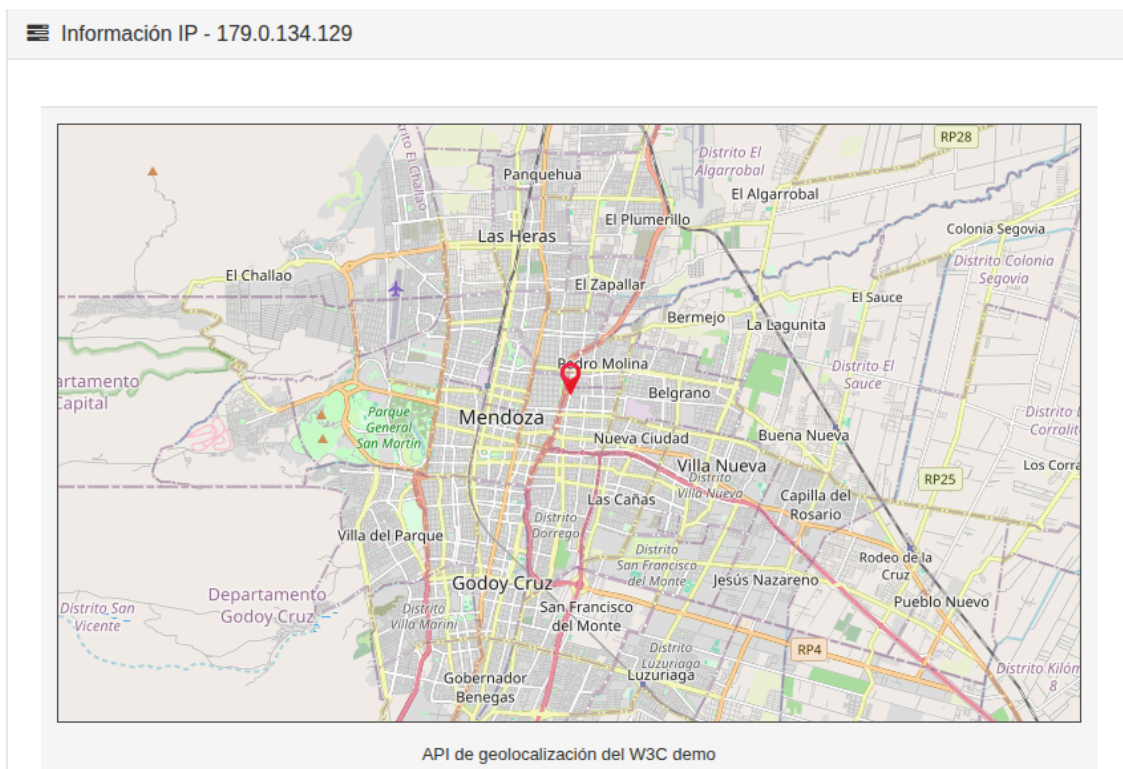 Información IP - 179.0.134.129
RP28
Distrito El
Algarrobal
Panquehua
El Algarrobal
El Plumerillo
Las Heras
Colonia Segovia
Distrito Colonia
Segovia
El Challao
El Zapallar
El Sauce
Bermejo
La Lagunita
Pedro Molina
Distrito El
Sauce
artamento
Capital
Belgrano
Parque
General
San Martín
Mendoza
Nueva Ciudad
Buena Nueva
Villa Nueva
Distrito
Villa Nueva
Los Corra
RP25
Las Cañas
Capilla del
Rosario
Distrito
Dorrego
Villa del Parque
Distrito
San Francisco
del Monte
Rodeo de la
Cruz
Godoy Cruz
Jesús Nazareno
Departamento
Godoy Cruz
Pueblo Nuevo
Distrito San
Vicente
Distrito
Villa Marini
San Francisco
del Monte
RP4
Distrito
Luzuriaga
Luzuriaga
Distrito Kilóm
8
Gobernador
Benegas
API de geolocalización del W3C demo